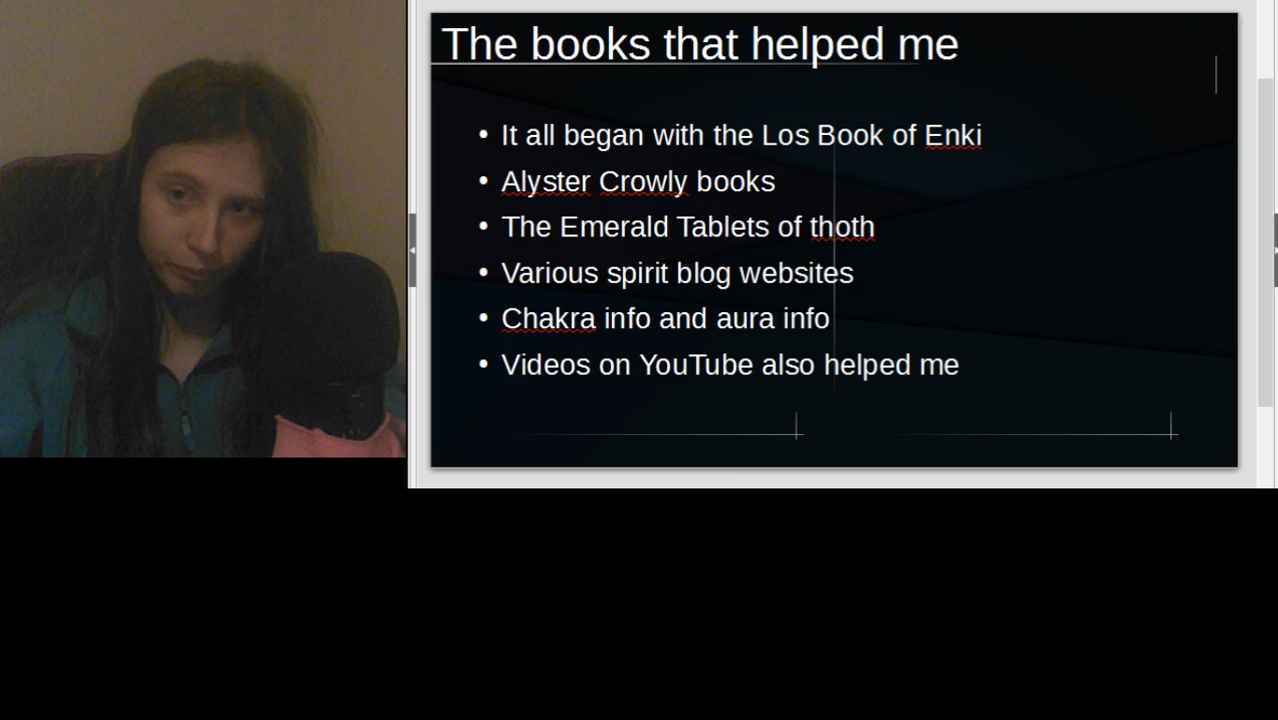 The books that helped me
• It all began with the Los Book of Enki
• Alyster Crowly books
• The Emerald Tablets of thoth
• Various spirit blog websites
• Chakra info and aura info
• Videos on YouTube also helped me